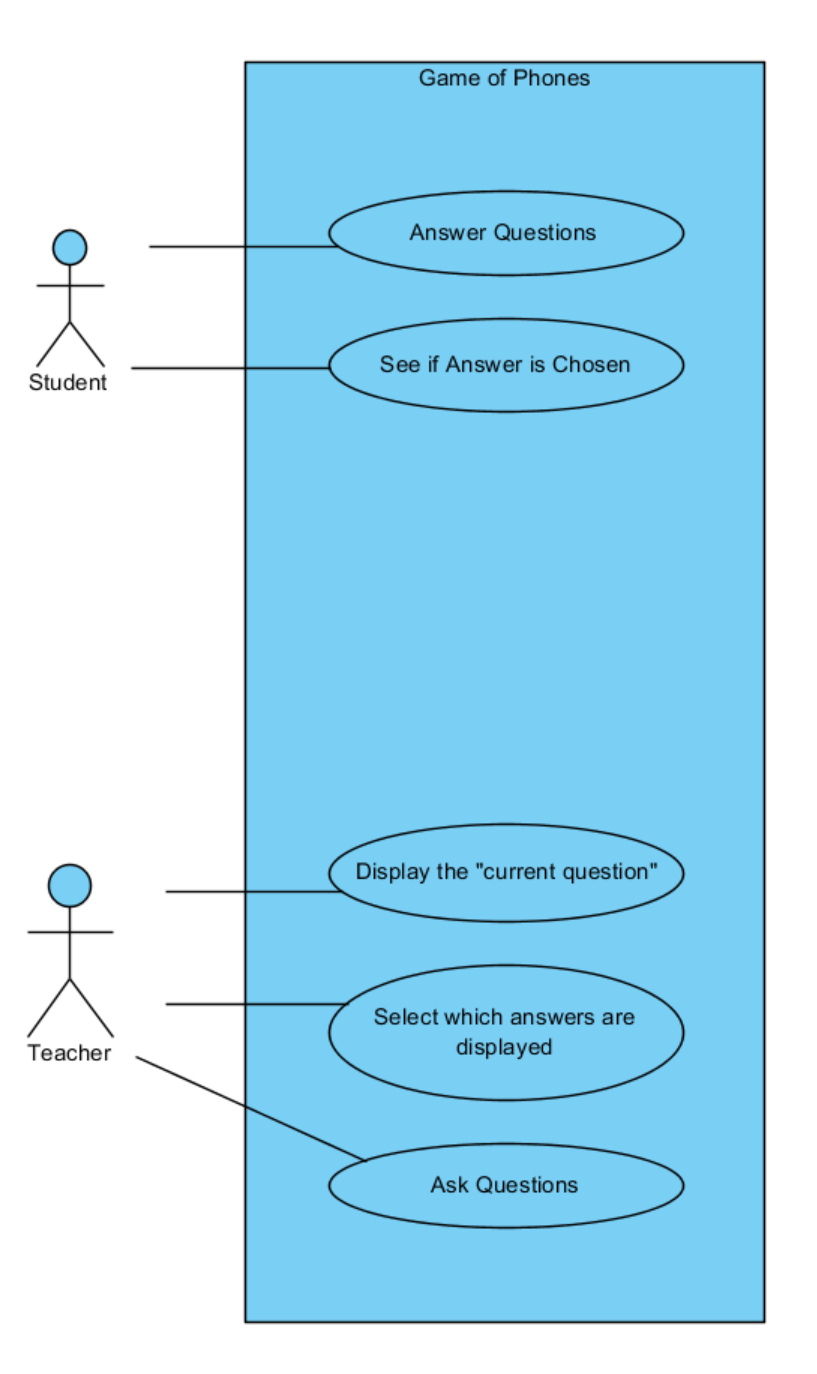 Game of Phones
Answer Questions
See if Answer is Chosen
Student
Display the "current question"
Select which answers are
displayed
Teacher
Ask Questions